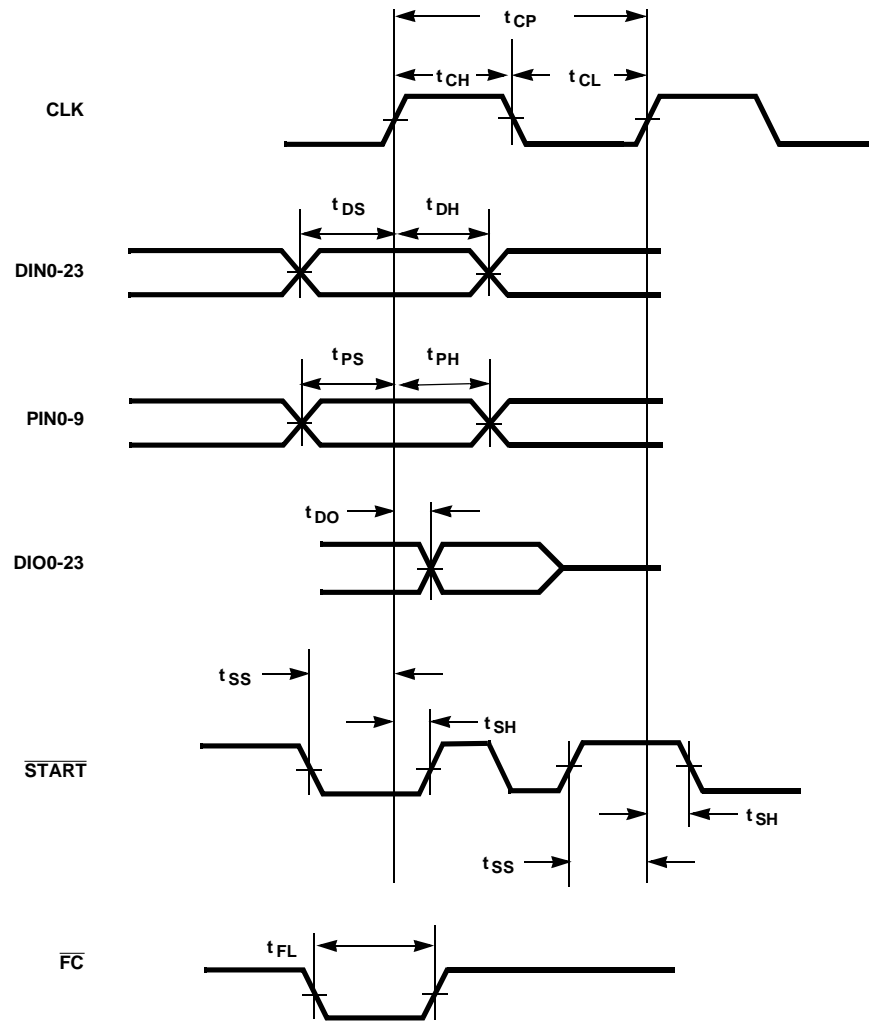 t CP
t CH
t CL
CLK
t DS
t DH
DIN0-23
t PS
t PH
PIN0-9
t DO
DIO0-23
t SS
t SH
START
t SH
t SS
t FL
FC